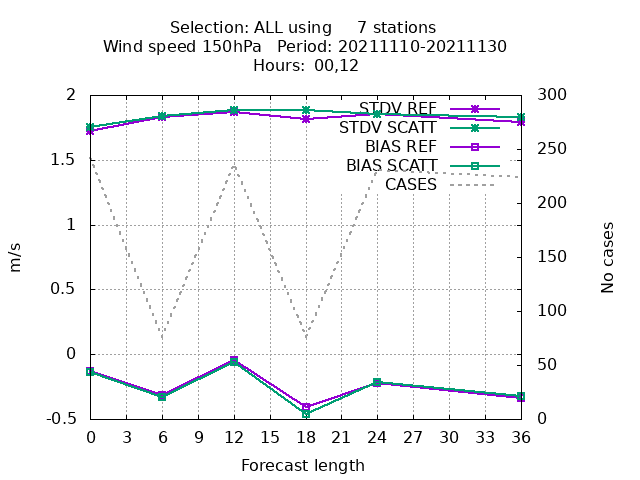 Selection: ALL using     7 stations
Wind speed 150hPa   Period: 20211110-20211130
Hours:  00,12
2
1.5
1
0.5
0
-0.5
m/s
STDV REF
STDV SCATT
BIAS REF
BIAS SCATT
CASES
300
250
200
150
100
50
0
No cases
0 3 6 9 12 15 18 21 24 27 30 33 36
Forecast length